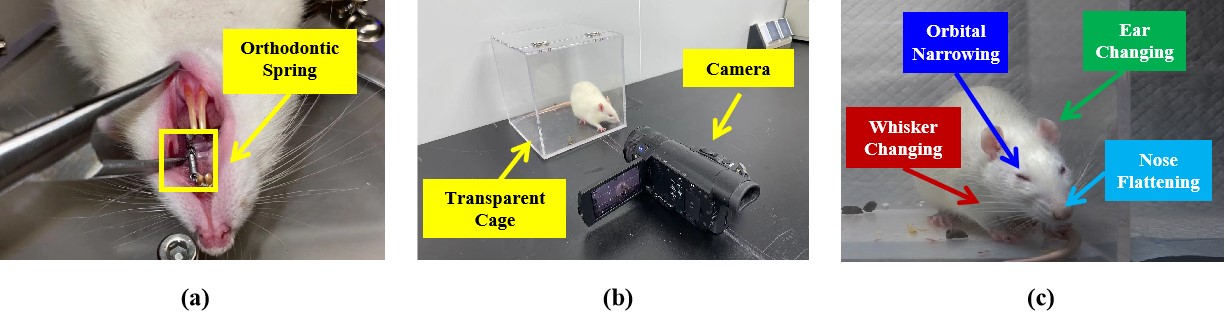 Orthodontic
Spring
(a)
Camera
Transparent
Cage
(b)
Orbital
Narrowing
Ear
Changing
Whisker
Changing
Nose
Flattening
(c)